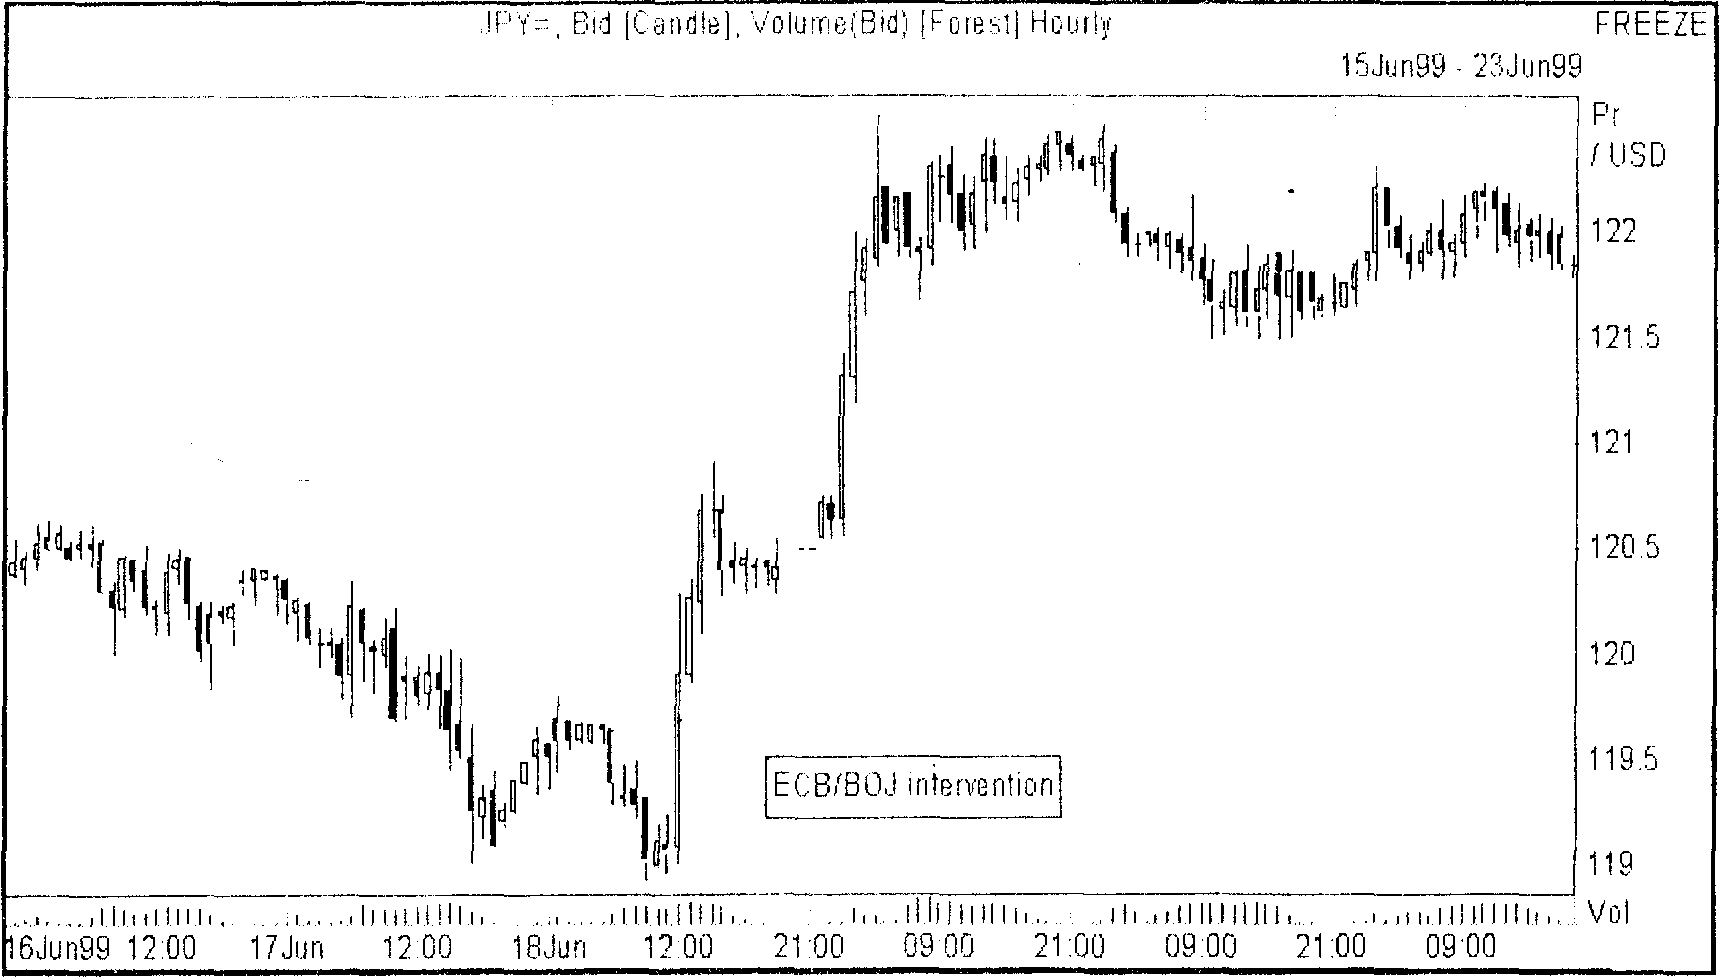 JPY=, Bid [Candle], Volume(Bid) [Forest] Hourly
FREEZE
15Jun99 - 23Jun99
Pr
/ USD
122
121.5
121
120.5
120
119.5
119
ECB/BOJ intervention
Vol
16Jun99 12:00 17Jun 12:00 18Jun 12:00 21:00 09:00 21:00 09:00 21:00 09:00